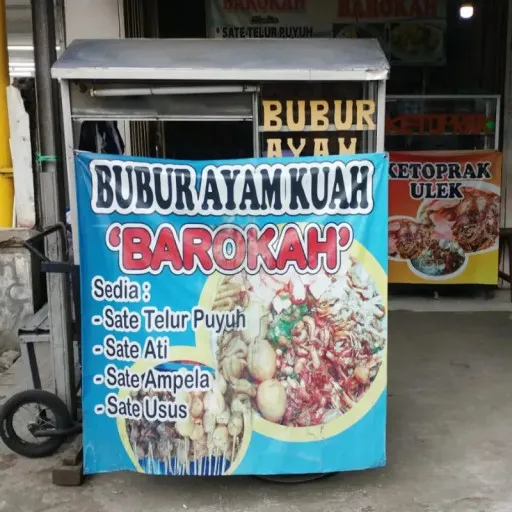 BAROKAH
* SATE TELUR PUYUH
BUBUR
AYAM
KETOPRAK
KETOPRAK
ULEK
BUBUR AYAM KUAH
'BAROKAH'
Sedia :
- Sate Telur Puyuh
- Sate Ati
- Sate Ampela
- Sate Usus